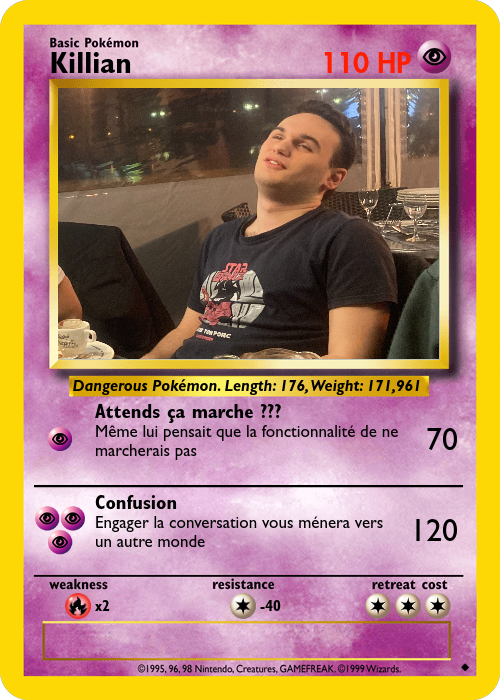 Basic Pokémon
Killian
110 HP
STAR
WARS
Dangerous Pokémon. Length: 176, Weight: 171,961
Attends ça marche ???
Même lui pensait que la fonctionnalité de ne
marcherais pas
70
Confusion
Engager la conversation vous ménera vers
un autre monde
120
weakness
resistance
retreat cost
x2
-40
©1995, 96, 98 Nintendo, Creatures, GAMEFREAK. ©1999 Wizards.